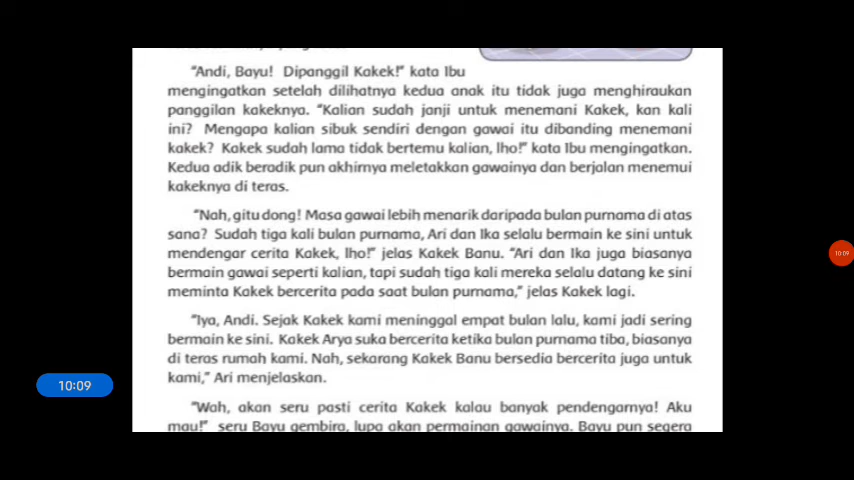 "Andi, Bayu! Dipanggil Kakek!" kata Ibu
mengingatkan setelah dilihatnya kedua anak itu tidak juga menghiraukan
panggilan kakeknya. "Kalian sudah janji untuk menemani Kakek, kan kali
ini? Mengapa kalian sibuk sendiri dengan gawai itu dibanding menemani
kakek? Kakek sudah lama tidak bertemu kalian, lho!" kata Ibu mengingatkan.
Kedua adik beradik pun akhirnya meletakkan gawainya dan berjalan menemui
kakeknya di teras.
"Nah, gitu dong! Masa gawai lebih menarik daripada bulan purnama di atas
sana? Sudah tiga kali bulan purnama, Ari dan Ika selalu bermain ke sini untuk
mendengar cerita Kakek, lho!" jelas Kakek Banu. "Ari dan Ika juga biasanya
bermain gawai seperti kalian, tapi sudah tiga kali mereka selalu datang ke sini
meminta Kakek bercerita pada saat bulan purnama," jelas Kakek lagi.
"Iya, Andi. Sejak Kakek kami meninggal empat bulan lalu, kami jadi sering
bermain ke sini. Kakek Arya suka bercerita ketika bulan purnama tiba, biasanya
di teras rumah kami. Nah, sekarang Kakek Banu bersedia bercerita juga untuk
kami," Ari menjelaskan.
"Wah, akan seru pasti cerita Kakek kalau banyak pendengarnya! Aku
mau!" seru Bayu gembira, lupa akan permainan gawainya. Bayu pun segera
10:09
10:09